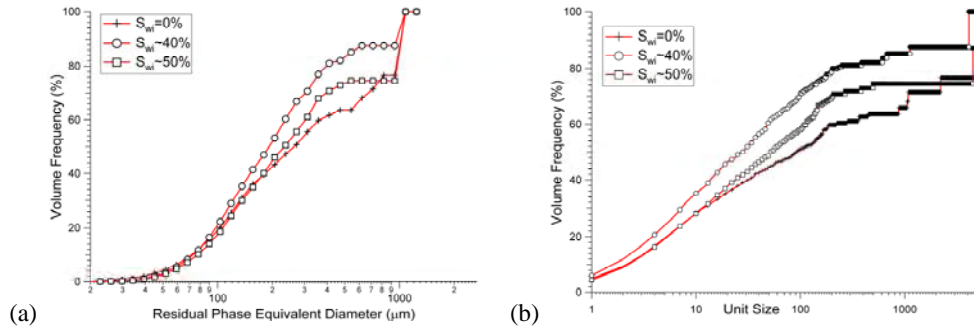 100
80
60
40
20
0
Volume Frequency (%)
S_wi=0%
S_wi~40%
S_wi~50%
2 3 4 5 6 7 8 9 100 2 3 4 5 6 7 8 9 1000 2
Residual Phase Equivalent Diameter (μm)
(a)
100
80
60
40
20
0
Volume Frequency (%)
S_wi=0%
S_wi~40%
S_wi~50%
1 10 100 1000
Unit Size
(b)